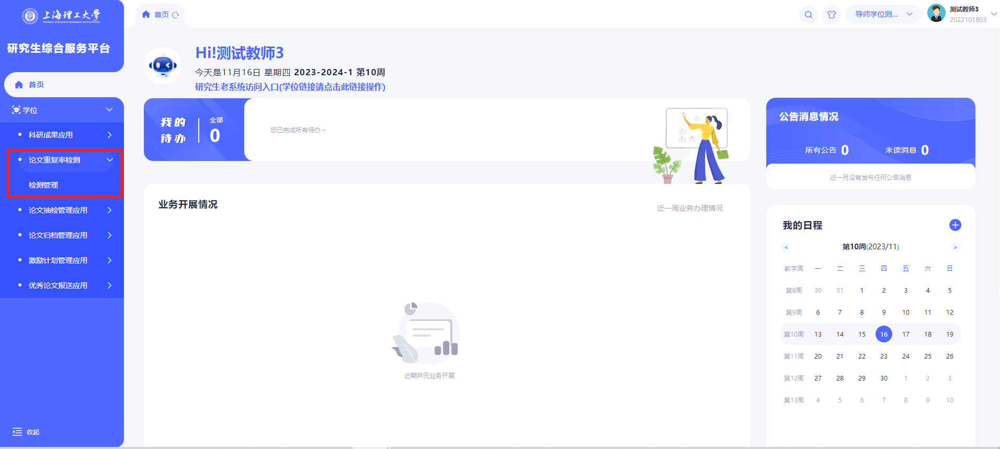 上海理工大学
UNIVERSITY OF SHANGHAI FOR SCIENCE AND TECHNOLOGY
研究生综合服务平台
首页
学位
科研成果应用
论文重复率检测
检测管理
论文抽检管理应用
论文归档管理应用
激励计划管理应用
优秀论文报送应用
收起
首页
导师学位测...
测试教师3
2022101803
Hi!测试教师3
今天是11月16日 星期四 2023-2024-1 第10周
研究生老系统访问入口(学位链接请点击此链接操作)
我的
待办
全部
0
您已完成所有待办~
业务开展情况
近一周业务办理情况
近期并无业务开展
公告消息情况
所有公告 0 未读消息 0
近一月没有发布任何公告消息
我的日程
< 第10周(2023/11) >
教学周 一 二 三 四 五 六 日
第8周 30 31 1 2 3 4 5
第9周 6 7 8 9 10 11 12
第10周 13 14 15 16 17 18 19
第11周 20 21 22 23 24 25 26
第12周 27 28 29 30 1 2 3
第13周 4 5 6 7 8 9 10